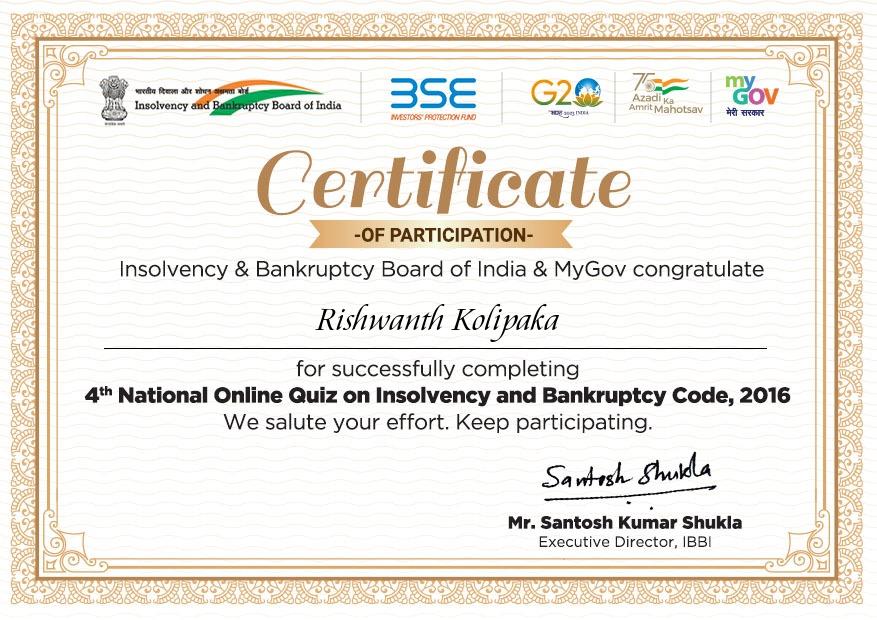 भारतीय दिवाला और शोधन अक्षमता बोर्ड
Insolvency and Bankruptcy Board of India
BSE
INVESTORS' PROTECTION FUND
G20
भारत 2023 INDIA
75
Azadi Ka
Amrit Mahotsav
my
GOV
मेरी सरकार
Certificate
-OF PARTICIPATION-
Insolvency & Bankruptcy Board of India & MyGov congratulate
Rishwanth Kolipaka
for successfully completing
4th National Online Quiz on Insolvency and Bankruptcy Code, 2016
We salute your effort. Keep participating.
Santosh Shukla
Mr. Santosh Kumar Shukla
Executive Director, IBBI